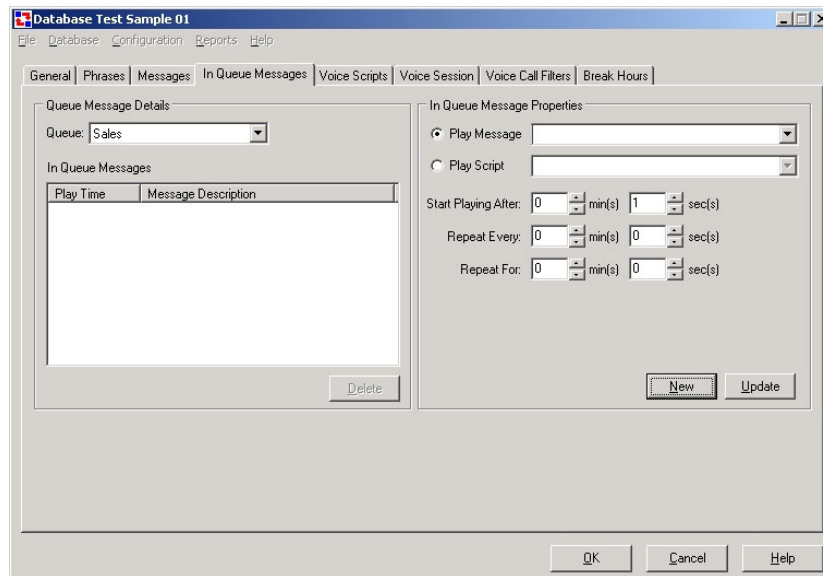 Database Test Sample 01
File Database Configuration Reports Help
General Phrases Messages In Queue Messages Voice Scripts Voice Session Voice Call Filters Break Hours
Queue Message Details
Queue: Sales
In Queue Messages
Play Time Message Description
Delete
In Queue Message Properties
Play Message
Play Script
Start Playing After: 0 min(s) 1 sec(s)
Repeat Every: 0 min(s) 0 sec(s)
Repeat For: 0 min(s) 0 sec(s)
New Update
OK Cancel Help